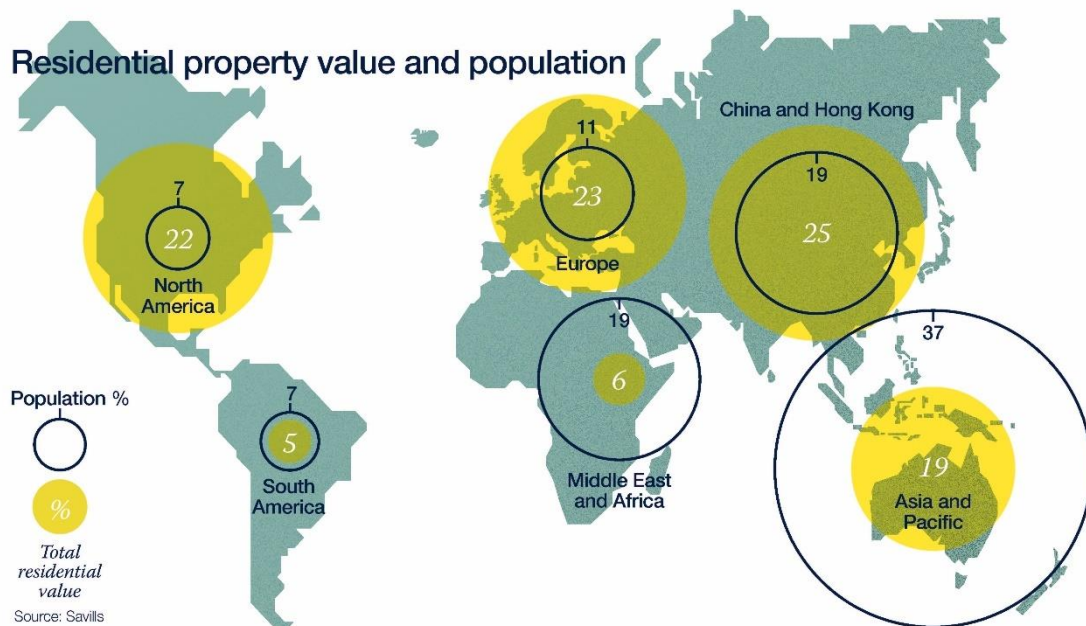 Residential property value and population
7
22
North
America
11
23
Europe
China and Hong Kong
19
25
19
6
Middle East
and Africa
37
19
Asia and
Pacific
7
5
South
America
Population %
%
Total
residential
value
Source: Savills